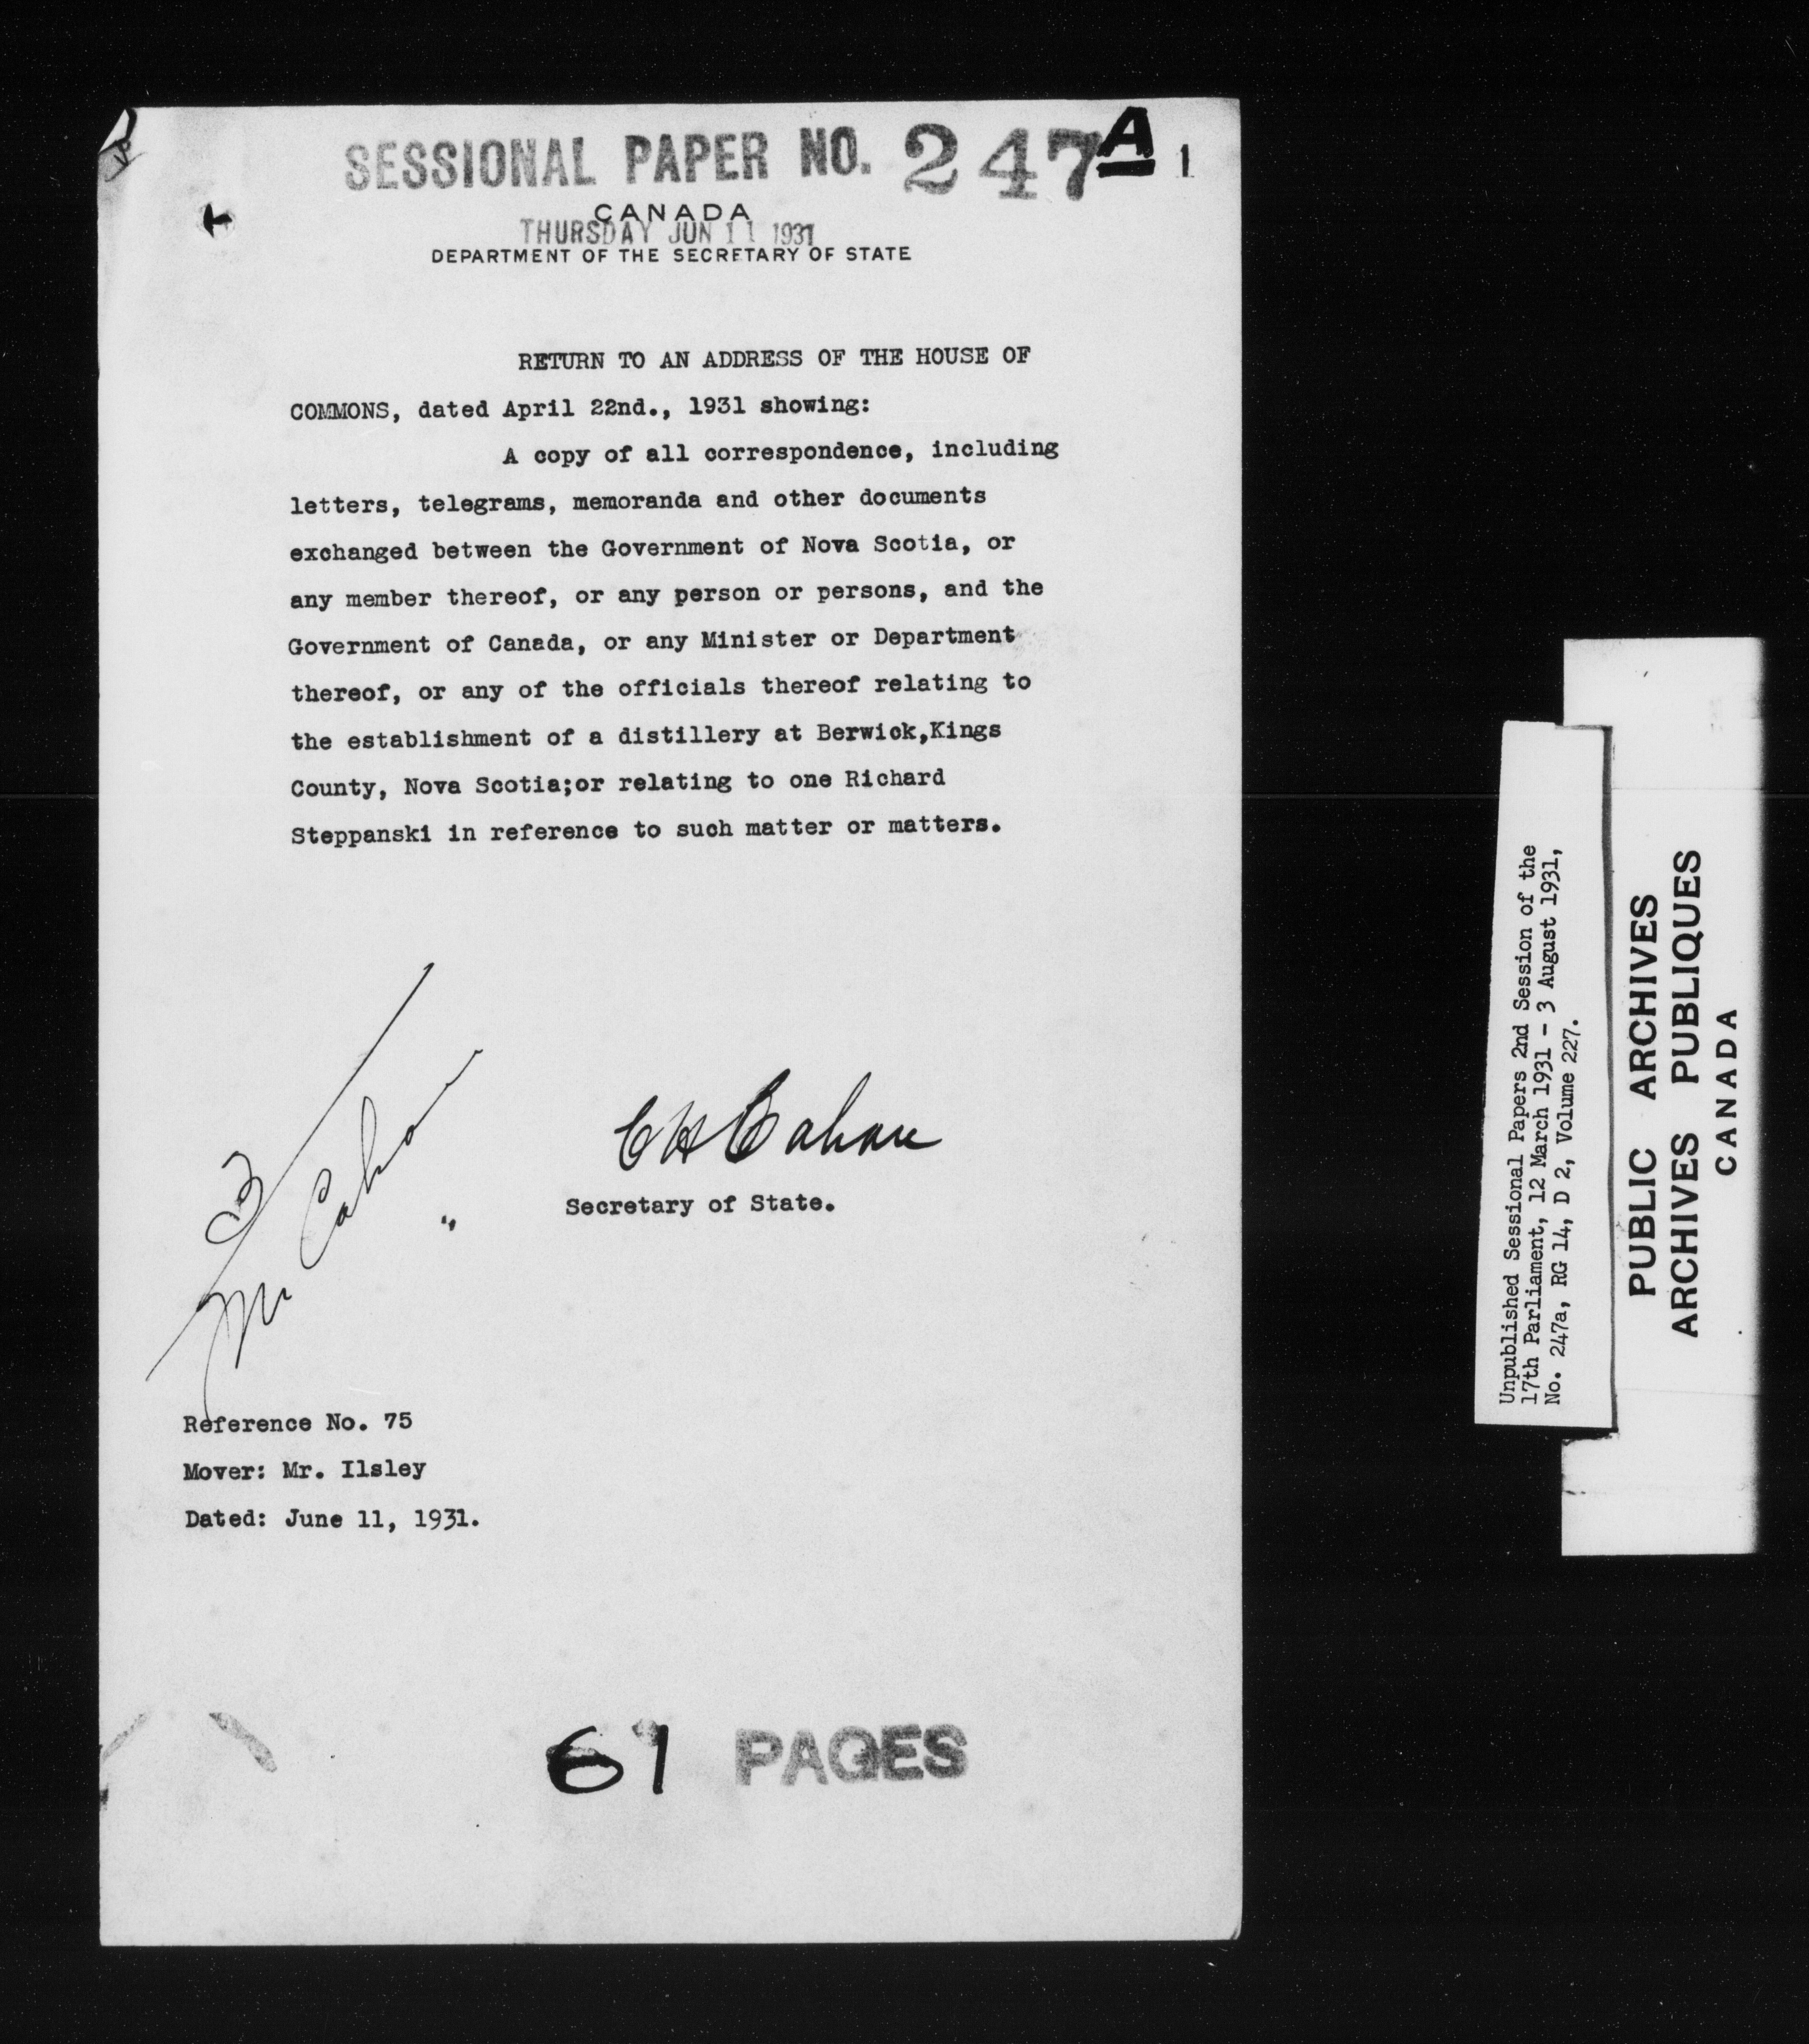 SESSIONAL PAPER NO. 247A 1
CANADA
THURSDAY JUN 11 1931
DEPARTMENT OF THE SECRETARY OF STATE
RETURN TO AN ADDRESS OF THE HOUSE OF
COMMONS, dated April 22nd., 1931 showing:
A copy of all correspondence, including
letters, telegrams, memoranda and other documents
exchanged between the Government of Nova Scotia, or
any member thereof, or any person or persons, and the
Government of Canada, or any Minister or Department
thereof, or any of the officials thereof relating to
the establishment of a distillery at Berwick,Kings
County, Nova Scotia;or relating to one Richard
Steppanski in reference to such matter or matters.
Mr Cahan
C H Cahan
Secretary of State.
Reference No. 75
Mover: Mr. Ilsley
Dated: June 11, 1931.
61 PAGES
Unpublished Sessional Papers 2nd Session of the
17th Parliament, 12 March 1931 - 3 August 1931,
No. 247a, RG 14, D 2, Volume 227.
PUBLIC ARCHIVES
ARCHIVES PUBLIQUES
CANADA